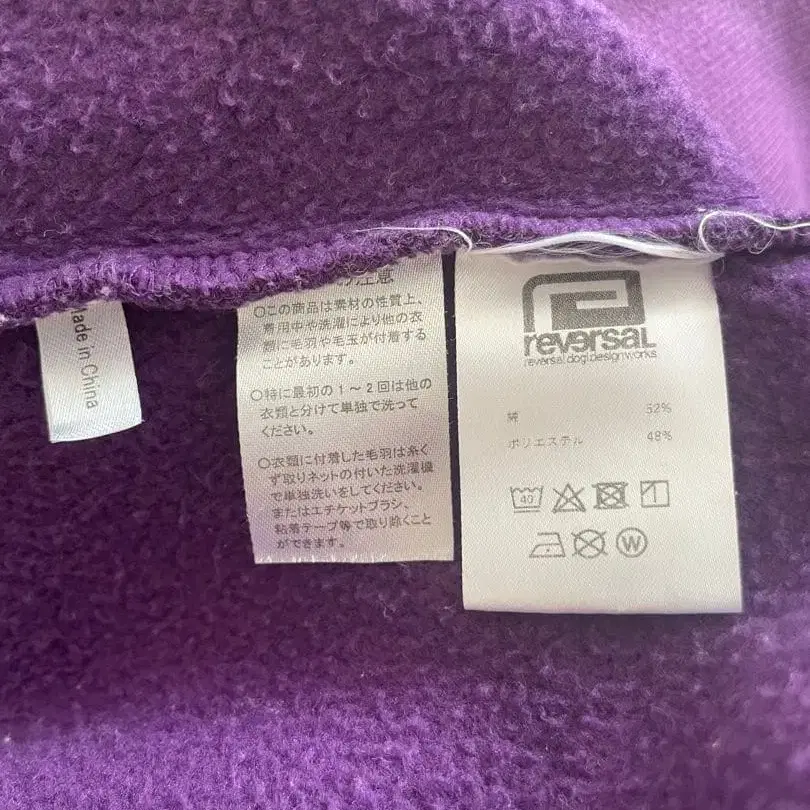 Made in China
の注意
○この商品は素材の性質上、
着用中や洗濯により他の衣
類に毛羽や毛玉が付着する
ことがあります。
○特に最初の1～2回は他の
衣類と分けて単独で洗って
ください。
○衣類に付着した毛羽は糸く
ず取りネットの付いた洗濯機
で単独洗いをしてください。
またはエチケットブラシ、
粘着テープ等で取り除くこと
ができます。
reversal
reversal.dogi.designworks
綿 52%
ポリエステル 48%
40
W